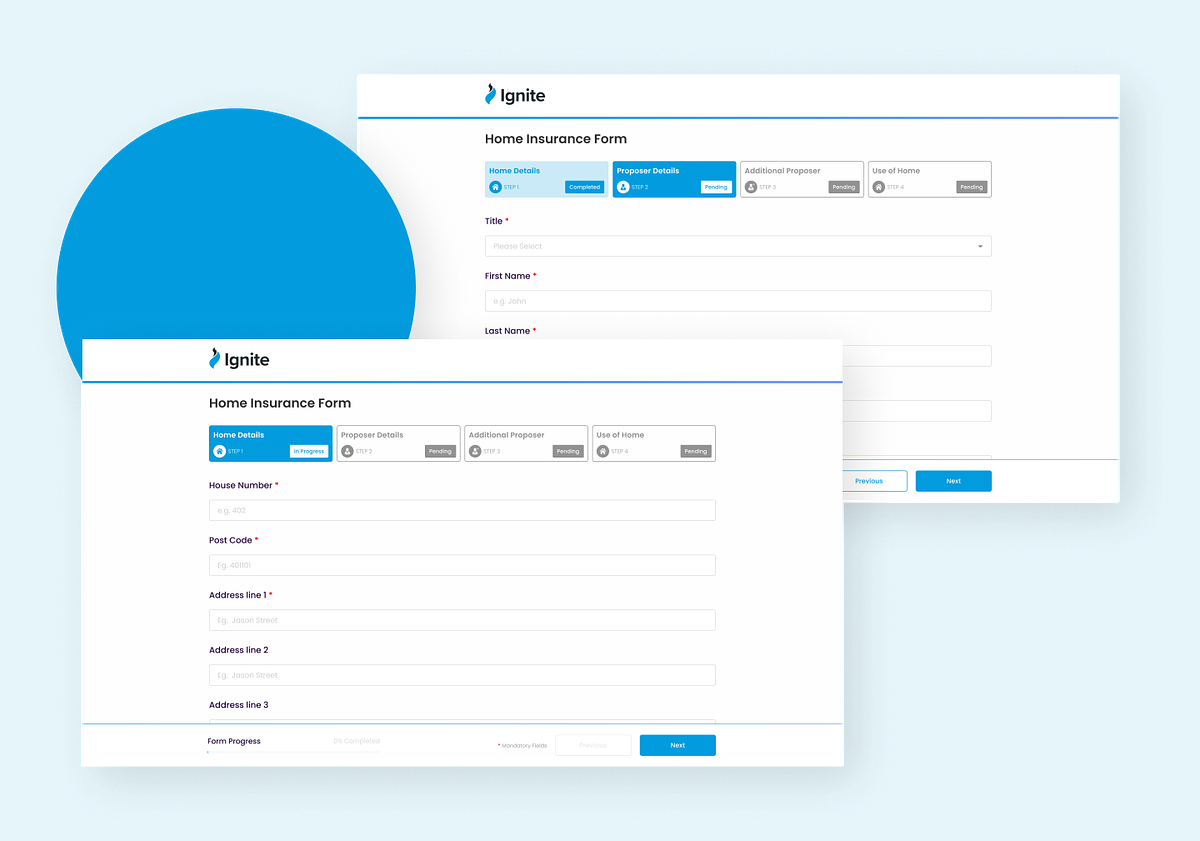 Ignite
Home Insurance Form
Home Details
STEP 1
Completed
Proposer Details
STEP 2
Pending
Additional Proposer
STEP 3
Pending
Use of Home
STEP 4
Pending
Title *
Please Select
First Name *
e.g. John
Last Name *
Previous
Next
Ignite
Home Insurance Form
Home Details
STEP 1
In Progress
Proposer Details
STEP 2
Pending
Additional Proposer
STEP 3
Pending
Use of Home
STEP 4
Pending
House Number *
e.g. 402
Post Code *
Eg. 401101
Address line 1 *
Eg. Jason Street
Address line 2
Eg. Jason Street
Address line 3
Form Progress
0% Completed
* Mandatory Fields
Previous
Next